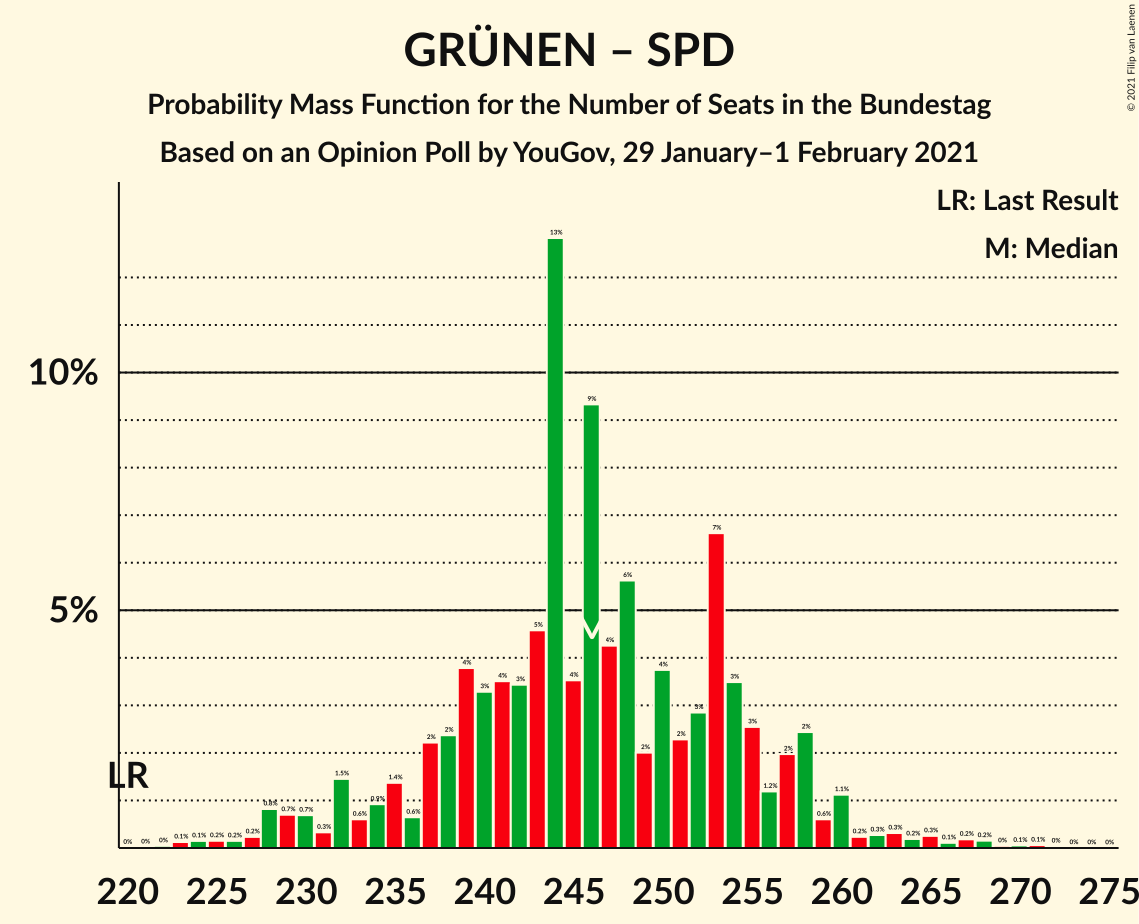 GRÜNEN – SPD
Probability Mass Function for the Number of Seats in the Bundestag
Based on an Opinion Poll by YouGov, 29 January–1 February 2021
© 2021 Filip van Laenen
LR: Last Result
M: Median
10%
5%
LR
M
0% 0% 0% 0.1% 0.1% 0.2% 0.2% 0.2% 0.8% 0.7% 0.7% 0.3% 1.5% 0.6% 0.9% 1.4% 0.6% 2% 2% 4% 3% 4% 3% 5% 13% 4% 9% 4% 6% 2% 4% 2% 3% 7% 3% 3% 1.2% 2% 2% 0.6% 1.1% 0.2% 0.3% 0.3% 0.2% 0.3% 0.1% 0.2% 0.2% 0% 0.1% 0.1% 0% 0% 0% 0%
220 225 230 235 240 245 250 255 260 265 270 275